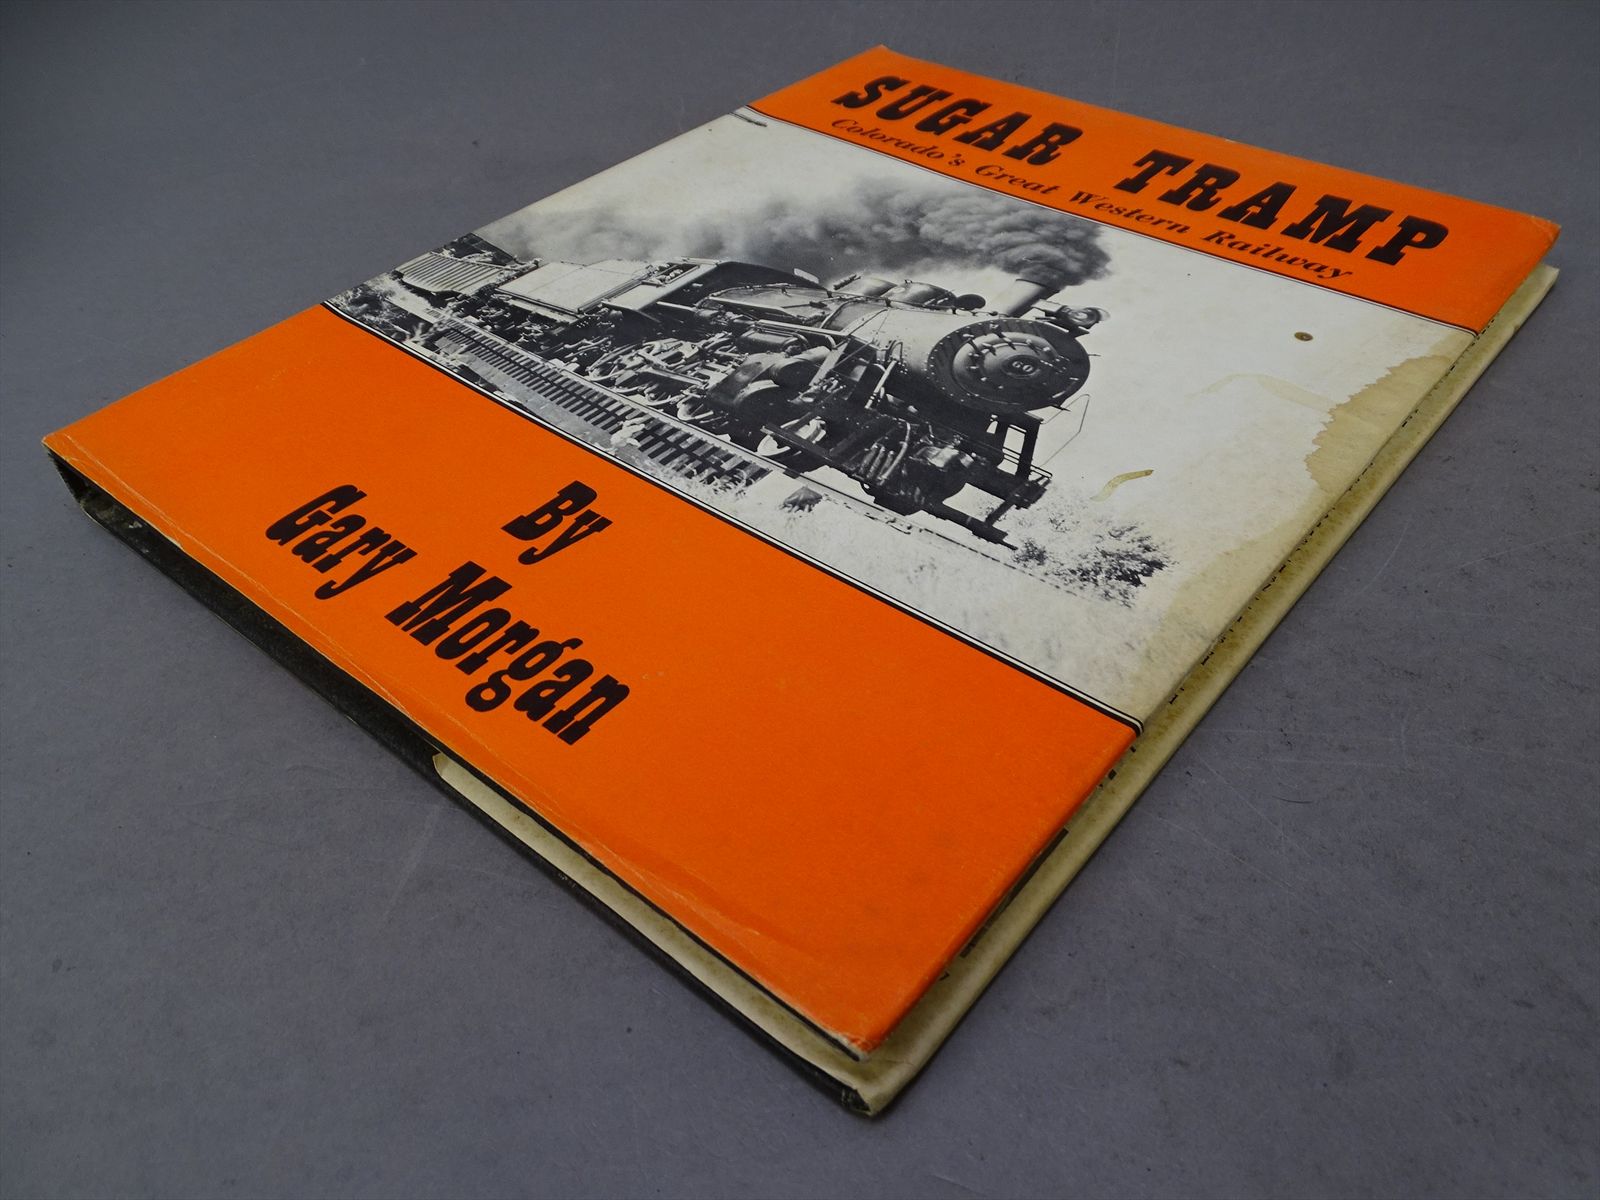 SUGAR TRAMP
Colorado's Great Western Railway
60
By
Gary Morgan